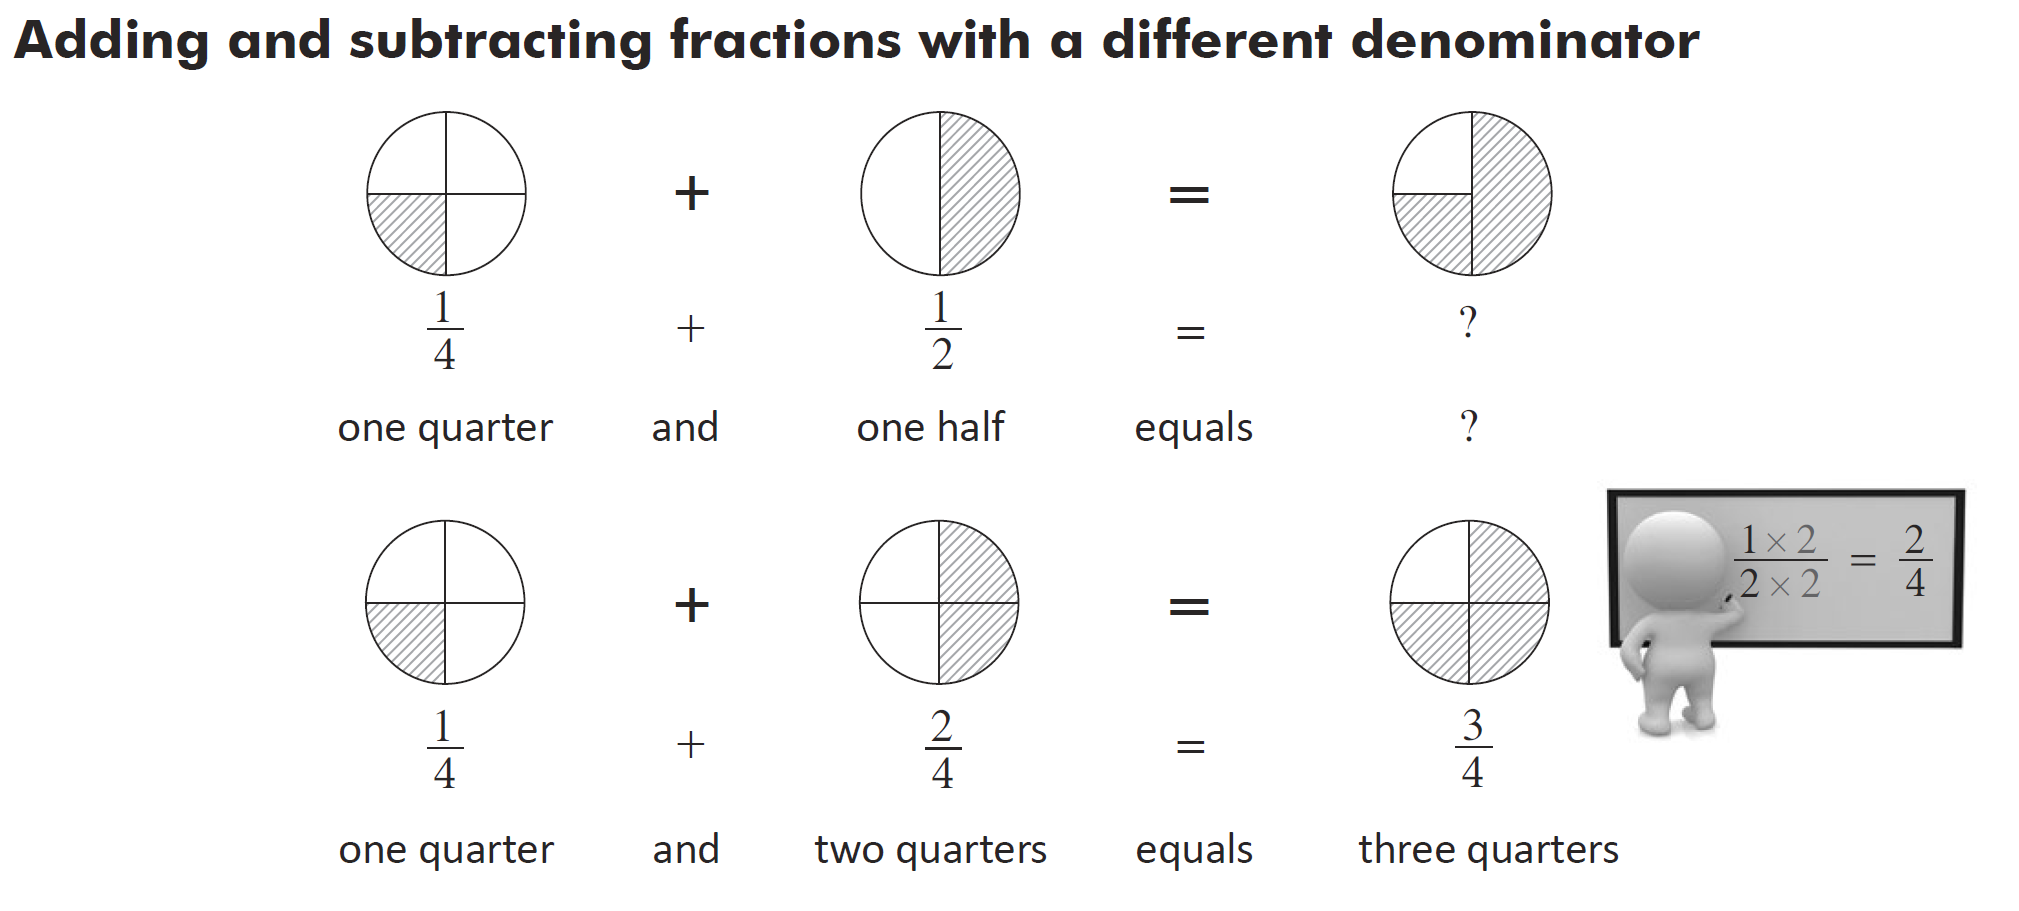 Adding and subtracting fractions with a different denominator
+ =
1/4 + 1/2 = ?
one quarter and one half equals ?
1 × 2 / 2 × 2 = 2/4
+ =
1/4 + 2/4 = 3/4
one quarter and two quarters equals three quarters